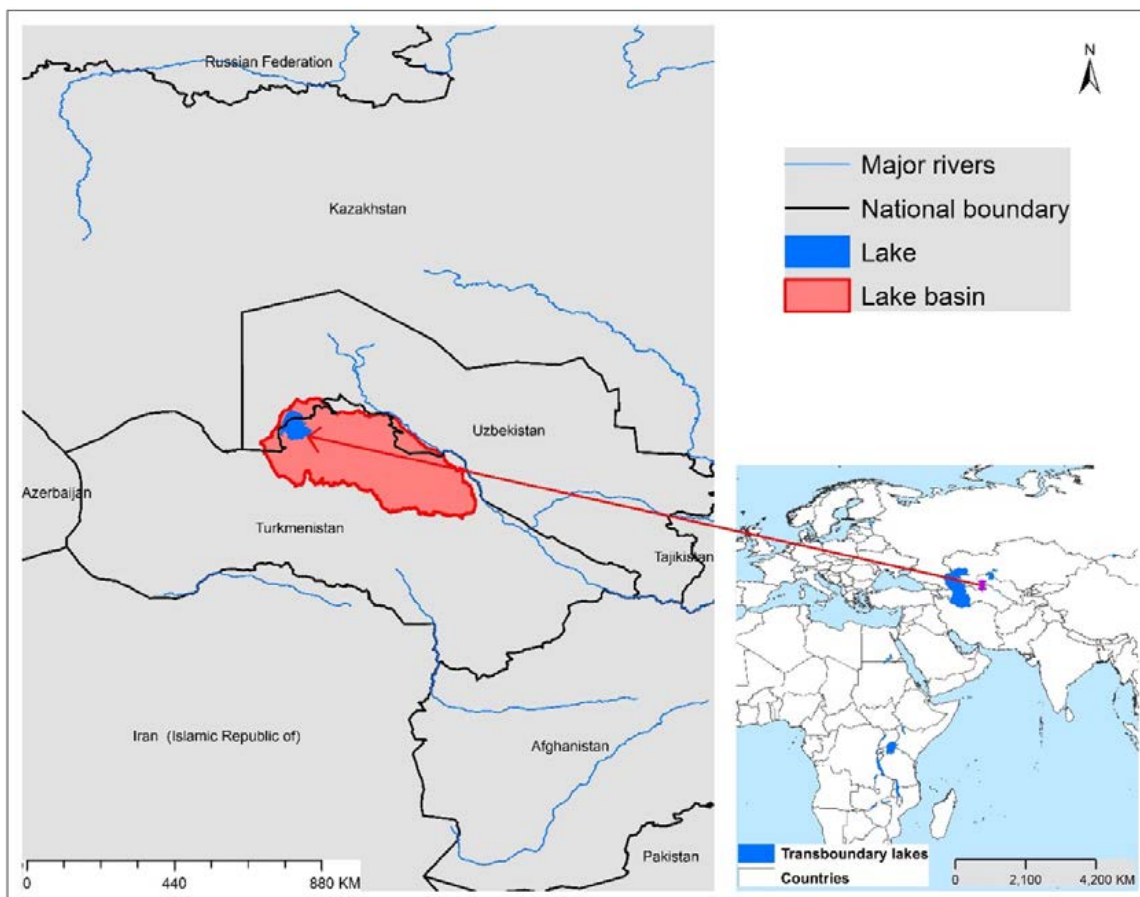 Russian Federation
N
Major rivers
National boundary
Lake
Lake basin
Kazakhstan
Uzbekistan
Azerbaijan
Turkmenistan
Tajikistan
Iran (Islamic Republic of)
Afghanistan
Pakistan
0 440 880 KM
Transboundary lakes
Countries
0 2,100 4,200 KM